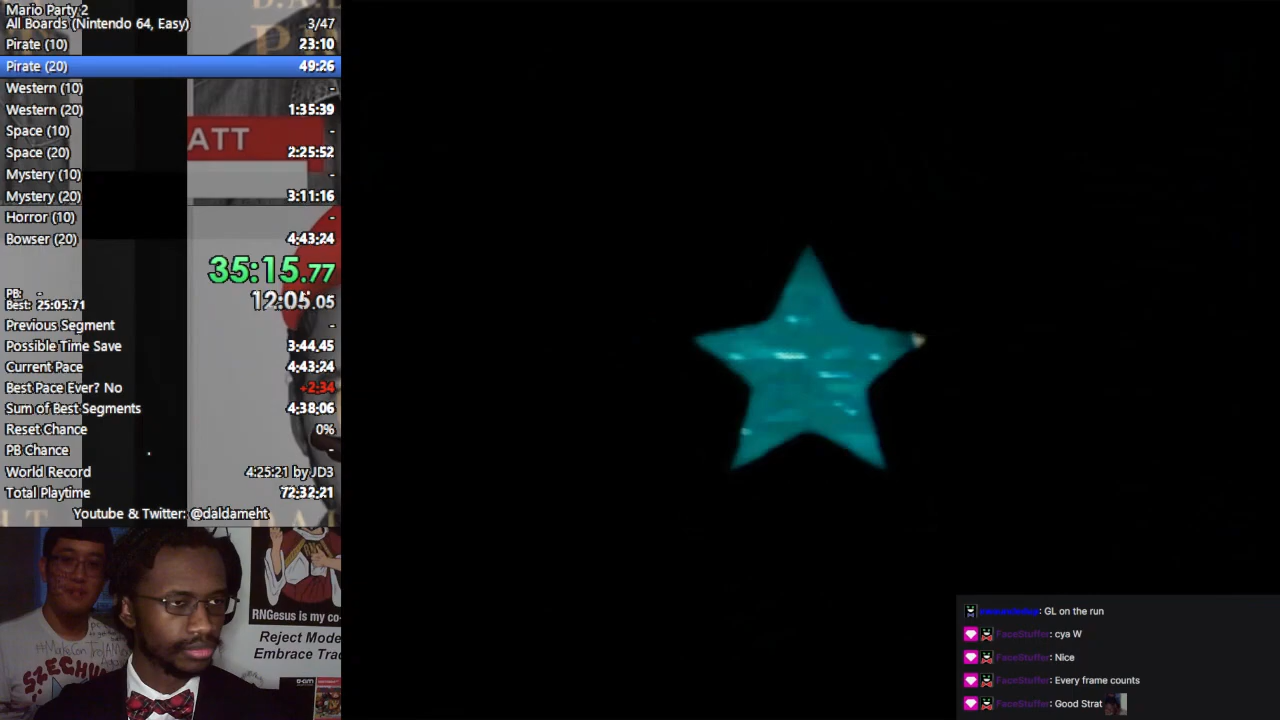 Mario Party 2
All Boards (Nintendo 64, Easy) 3/47
Pirate (10) 23:10
Pirate (20) 49:26
Western (10) -
Western (20) 1:35:39
Space (10) -
ATT
Space (20) 2:25:52
Mystery (10) -
Mystery (20) 3:11:16
Horror (10) -
Bowser (20) 4:43:24
35:15.77
PB: - 12:05.05
Best: 25:05.71
Previous Segment -
Possible Time Save 3:44.45
Current Pace 4:43:24
Best Pace Ever? No +2:34
Sum of Best Segments 4:38:06
Reset Chance 0%
PB Chance -
World Record 4:25:21 by JD3
Total Playtime 72:32:21
Youtube & Twitter: @daldameht
RNGesus is my co-
Reject Mode
Embrace Tra
SZECHU
: GL on the run
FaceStuffer: cya W
FaceStuffer: Nice
FaceStuffer: Every frame counts
FaceStuffer: Good Strat